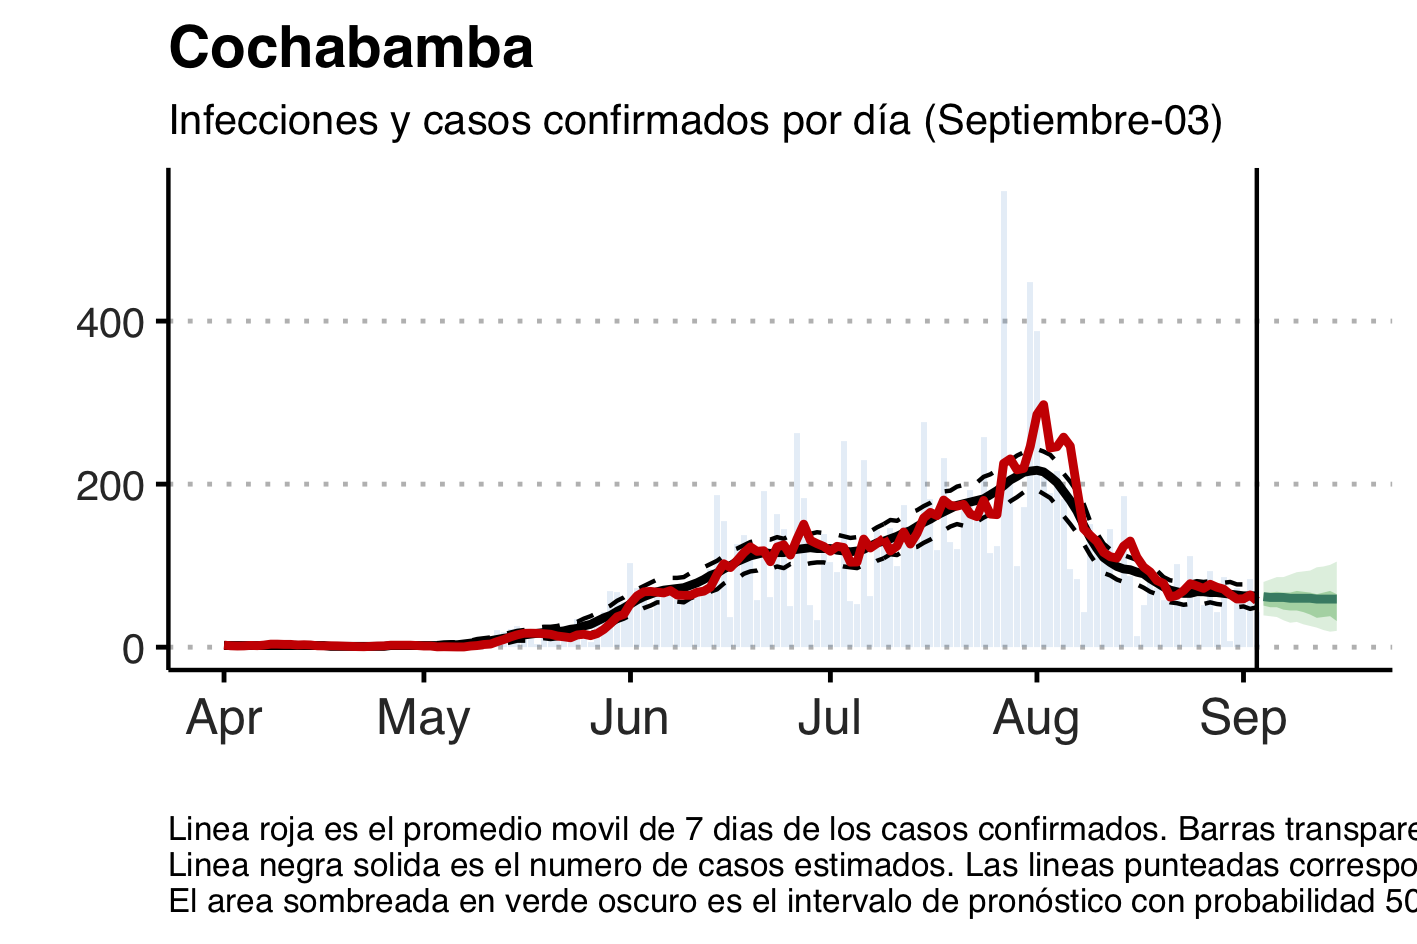 Cochabamba
Infecciones y casos confirmados por día (Septiembre-03)
400
200
0
Apr May Jun Jul Aug Sep
Linea roja es el promedio movil de 7 dias de los casos confirmados. Barras
Linea negra solida es el numero de casos estimados. Las lineas punteadas
El area sombreada en verde oscuro es el intervalo de pronóstico con probabilidad 50